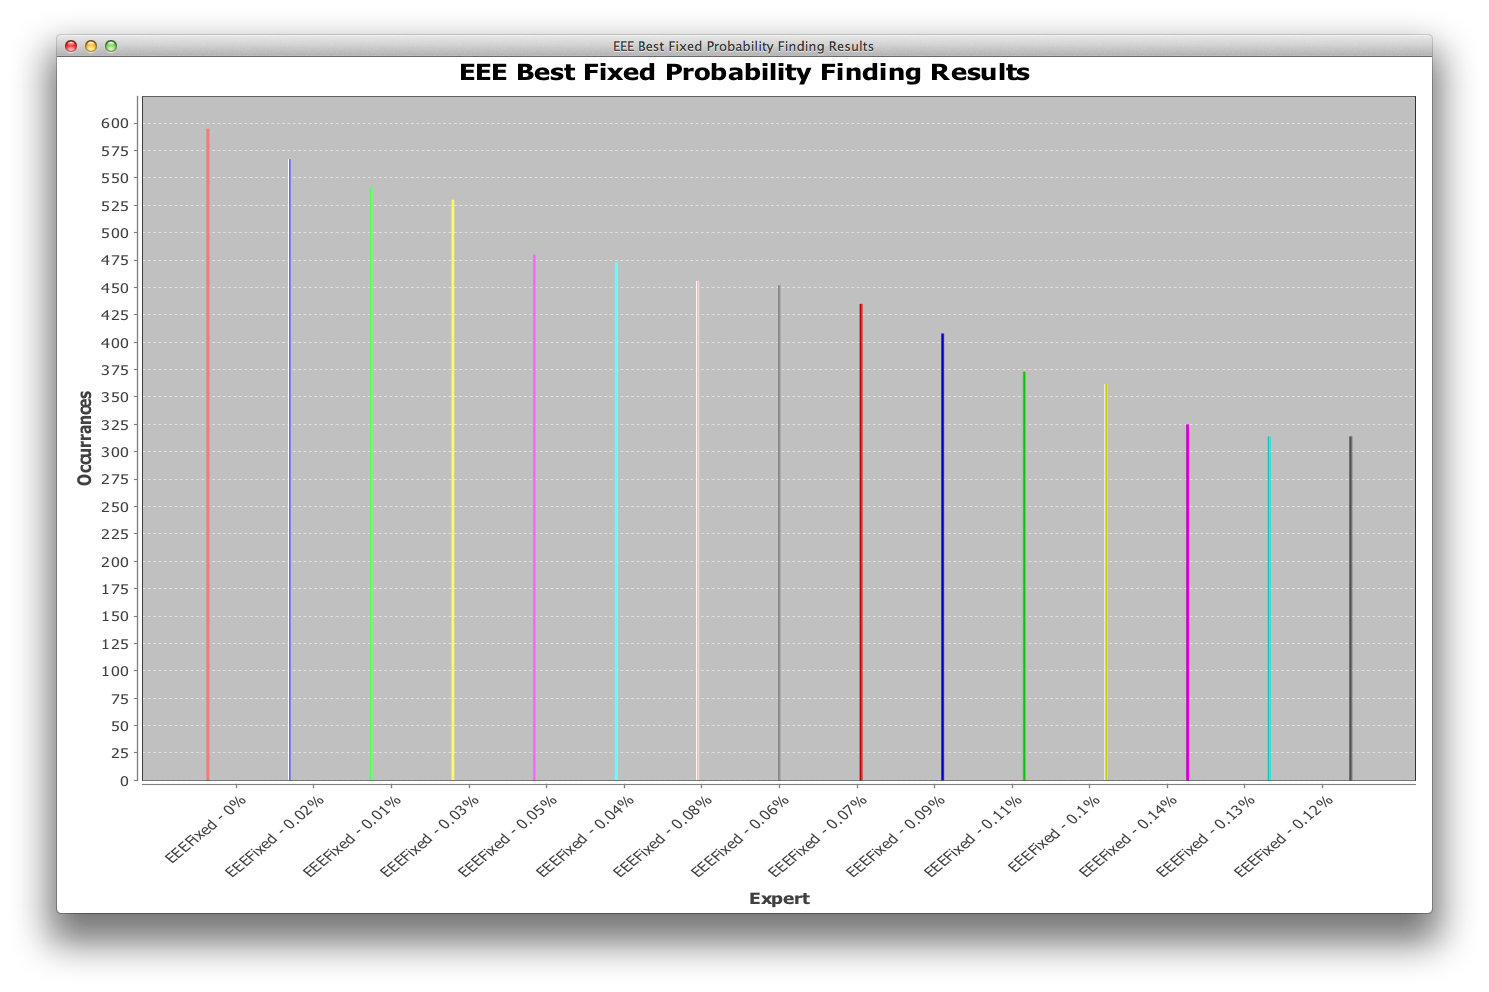 EEE Best Fixed Probability Finding Results
EEE Best Fixed Probability Finding Results
600
575
550
525
500
475
450
425
400
375
350
325
300
275
250
225
200
175
150
125
100
75
50
25
0
Occurrances
EEEFixed - 0%
EEEFixed - 0.02%
EEEFixed - 0.01%
EEEFixed - 0.03%
EEEFixed - 0.05%
EEEFixed - 0.04%
EEEFixed - 0.08%
EEEFixed - 0.06%
EEEFixed - 0.07%
EEEFixed - 0.09%
EEEFixed - 0.11%
EEEFixed - 0.1%
EEEFixed - 0.14%
EEEFixed - 0.13%
EEEFixed - 0.12%
Expert